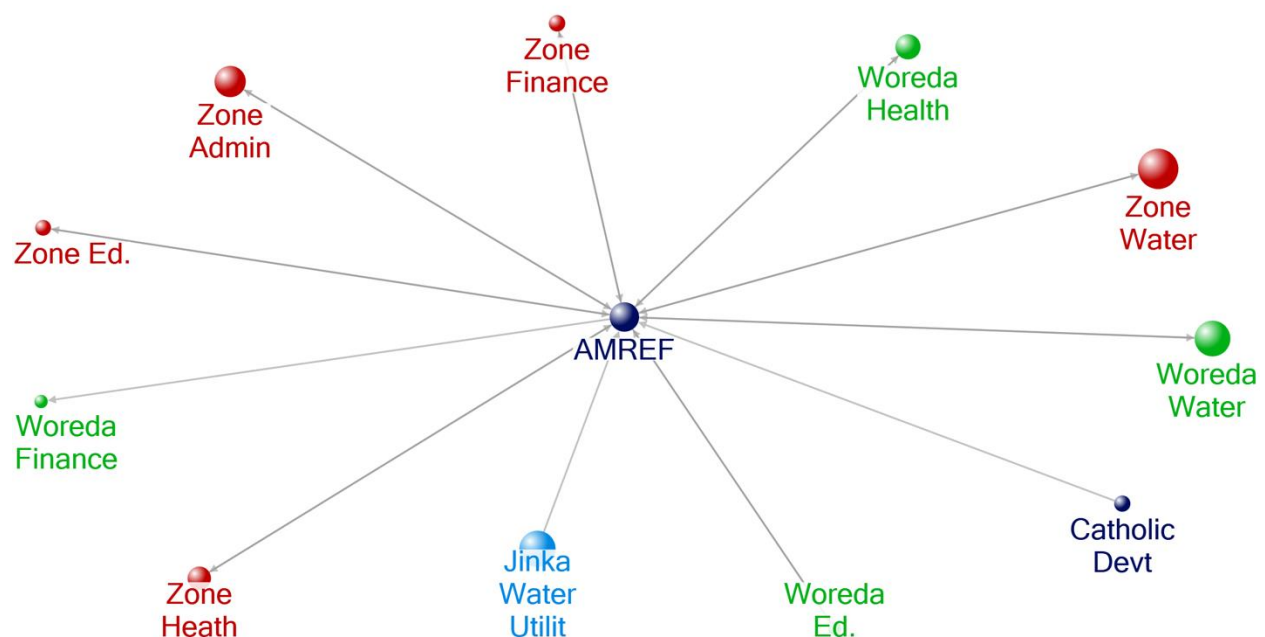 Zone
Finance
Woreda
Health
Zone
Admin
Zone
Water
Zone Ed.
AMREF
Woreda
Water
Woreda
Finance
Catholic
Devt
Jinka
Water
Utilit
Zone
Heath
Woreda
Ed.